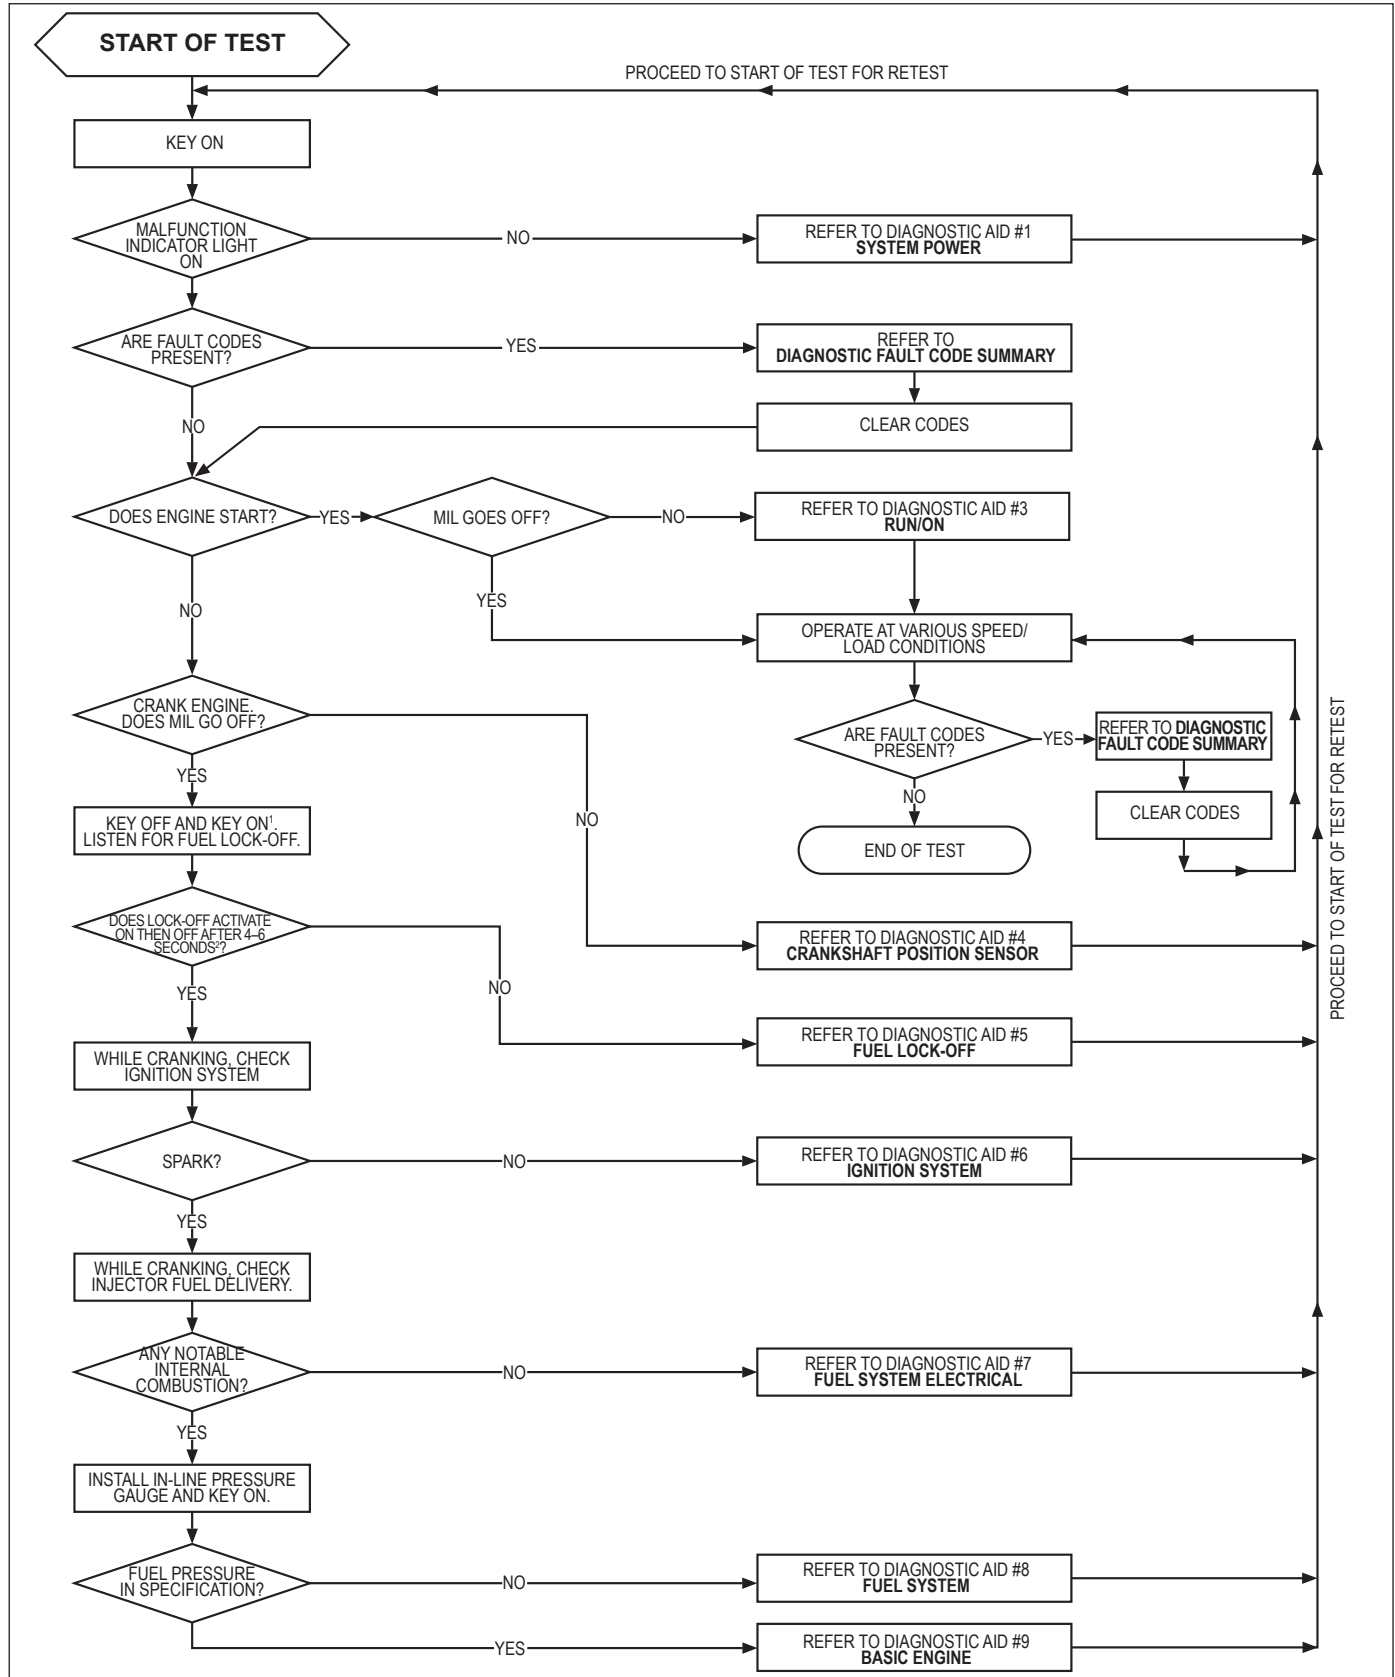 START OF TEST
PROCEED TO START OF TEST FOR RETEST
KEY ON
MALFUNCTION
INDICATOR LIGHT
ON
NO
REFER TO DIAGNOSTIC AID #1
SYSTEM POWER
ARE FAULT CODES
PRESENT?
YES
REFER TO
DIAGNOSTIC FAULT CODE SUMMARY
CLEAR CODES
NO
DOES ENGINE START?
YES
MIL GOES OFF?
NO
REFER TO DIAGNOSTIC AID #3
RUN/ON
NO
YES
OPERATE AT VARIOUS SPEED/
LOAD CONDITIONS
CRANK ENGINE.
DOES MIL GO OFF?
ARE FAULT CODES
PRESENT?
YES
REFER TO DIAGNOSTIC
FAULT CODE SUMMARY
PROCEED TO START OF TEST FOR RETEST
YES
NO
CLEAR CODES
KEY OFF AND KEY ON¹.
LISTEN FOR FUEL LOCK-OFF.
NO
END OF TEST
DOES LOCK-OFF ACTIVATE
ON THEN OFF AFTER 4–6
SECONDS²?
REFER TO DIAGNOSTIC AID #4
CRANKSHAFT POSITION SENSOR
YES
NO
WHILE CRANKING, CHECK
IGNITION SYSTEM
REFER TO DIAGNOSTIC AID #5
FUEL LOCK-OFF
SPARK?
NO
REFER TO DIAGNOSTIC AID #6
IGNITION SYSTEM
YES
WHILE CRANKING, CHECK
INJECTOR FUEL DELIVERY.
ANY NOTABLE
INTERNAL
COMBUSTION?
NO
REFER TO DIAGNOSTIC AID #7
FUEL SYSTEM ELECTRICAL
YES
INSTALL IN-LINE PRESSURE
GAUGE AND KEY ON.
FUEL PRESSURE
IN SPECIFICATION?
NO
REFER TO DIAGNOSTIC AID #8
FUEL SYSTEM
YES
REFER TO DIAGNOSTIC AID #9
BASIC ENGINE